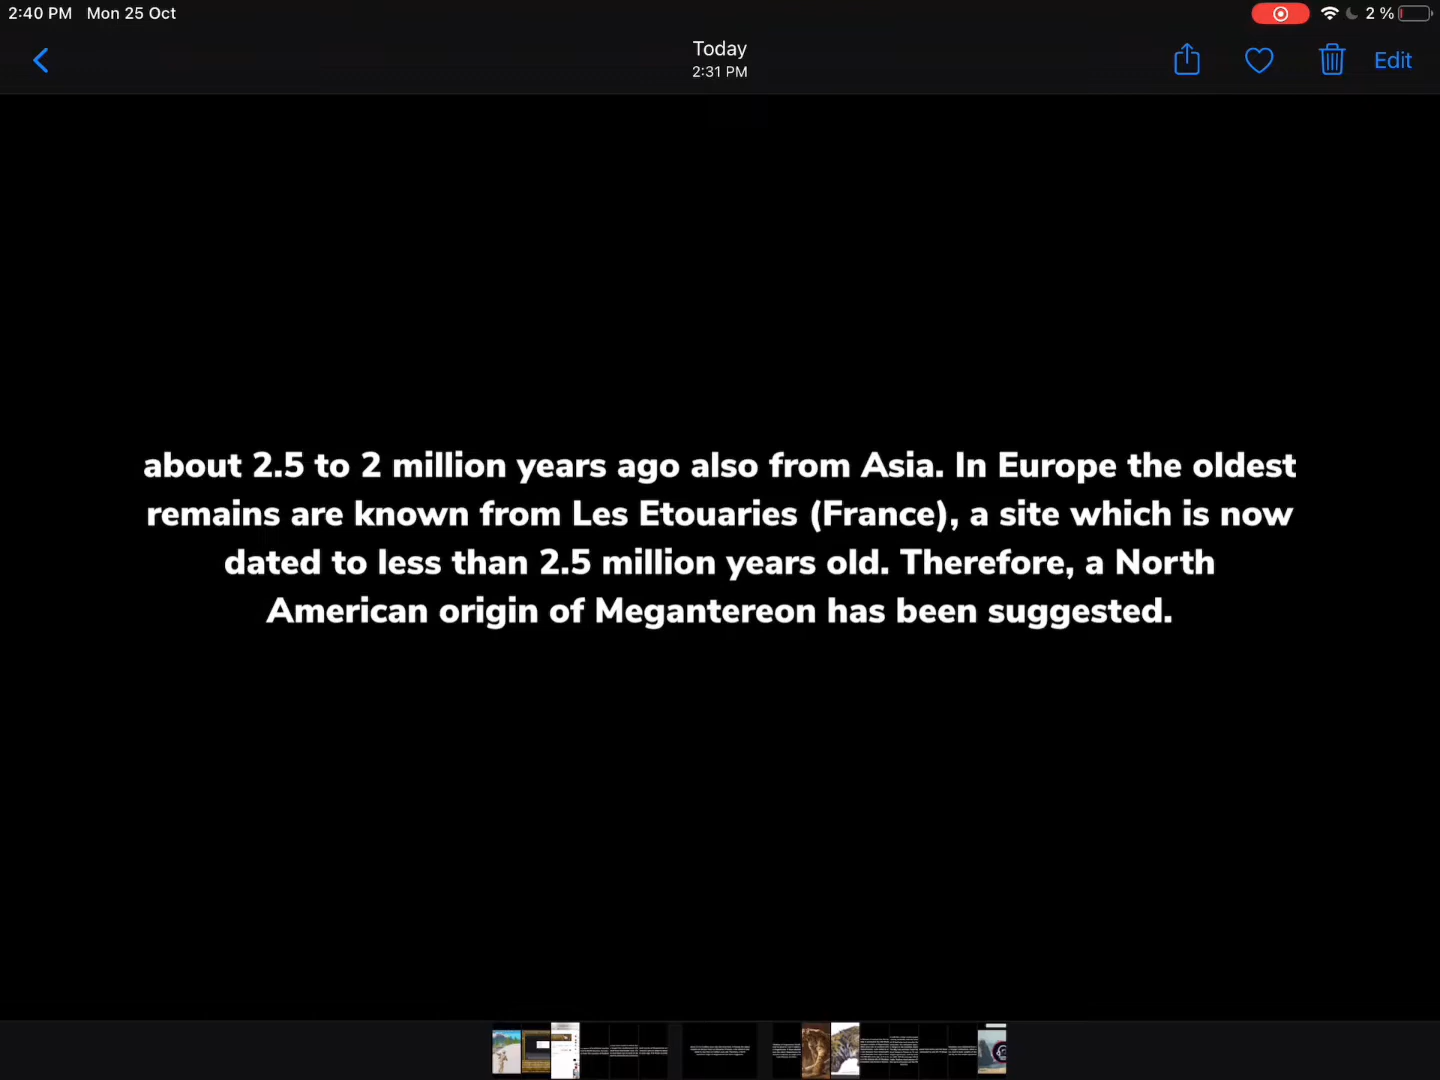 2:40 PM Mon 25 Oct
2 %
Today
2:31 PM
Edit
about 2.5 to 2 million years ago also from Asia. In Europe the oldest
remains are known from Les Etouaries (France), a site which is now
dated to less than 2.5 million years old. Therefore, a North
American origin of Megantereon has been suggested.